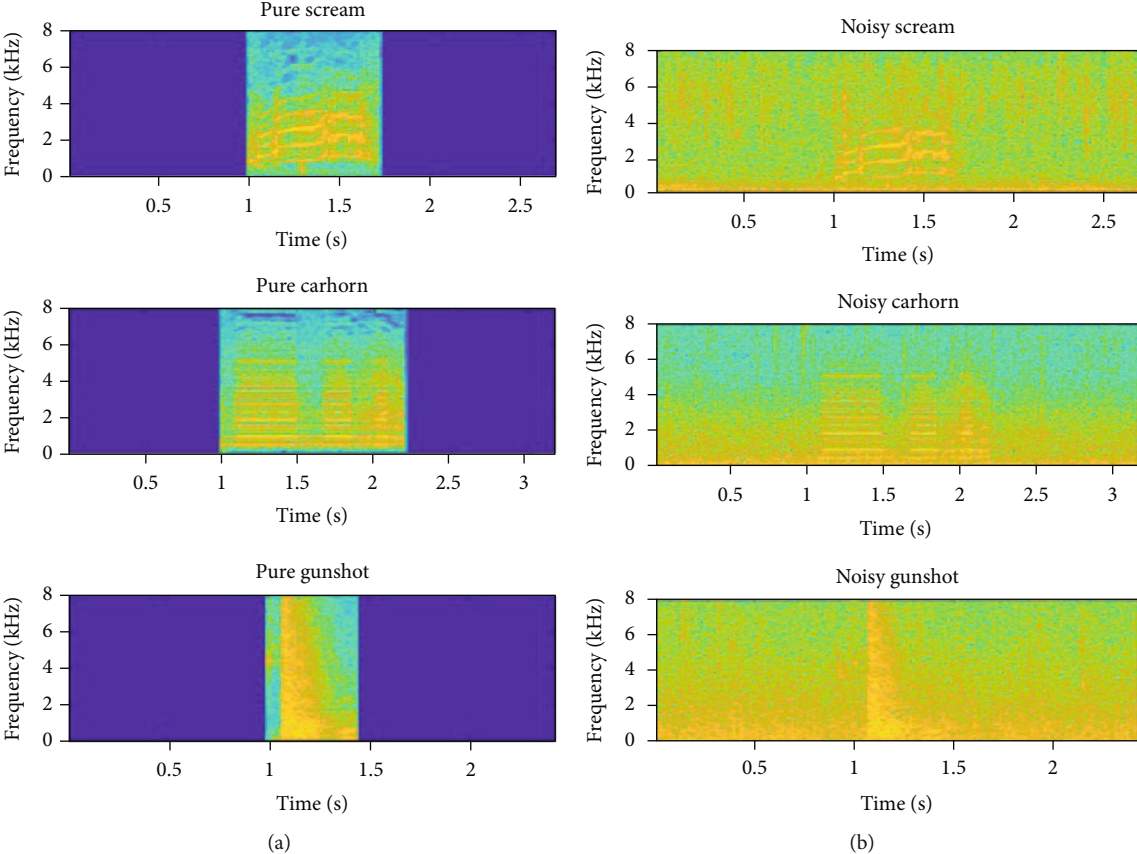 Pure scream
8
6
4
2
0
Frequency (kHz)
0.5 1 1.5 2 2.5
Time (s)
Pure carhorn
8
6
4
2
0
Frequency (kHz)
0.5 1 1.5 2 2.5 3
Time (s)
Pure gunshot
8
6
4
2
0
Frequency (kHz)
0.5 1 1.5 2
Time (s)
(a)
Noisy scream
8
6
4
2
0
Frequency (kHz)
0.5 1 1.5 2 2.5
Time (s)
Noisy carhorn
8
6
4
2
0
Frequency (kHz)
0.5 1 1.5 2 2.5 3
Time (s)
Noisy gunshot
8
6
4
2
0
Frequency (kHz)
0.5 1 1.5 2
Time (s)
(b)